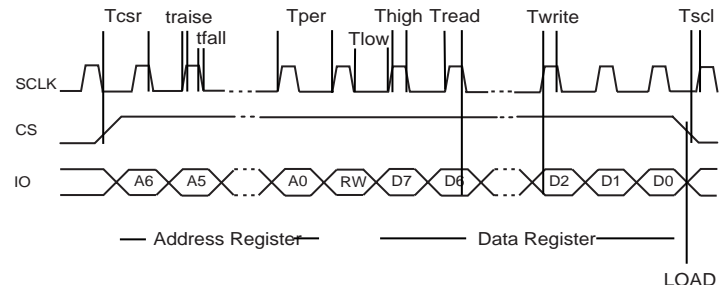 Tcsr traise Tper Thigh Tread Twrite Tscl
tfall Tlow
SCLK
CS
IO A6 A5 A0 RW D7 D6 D2 D1 D0
Address Register Data Register
LOAD